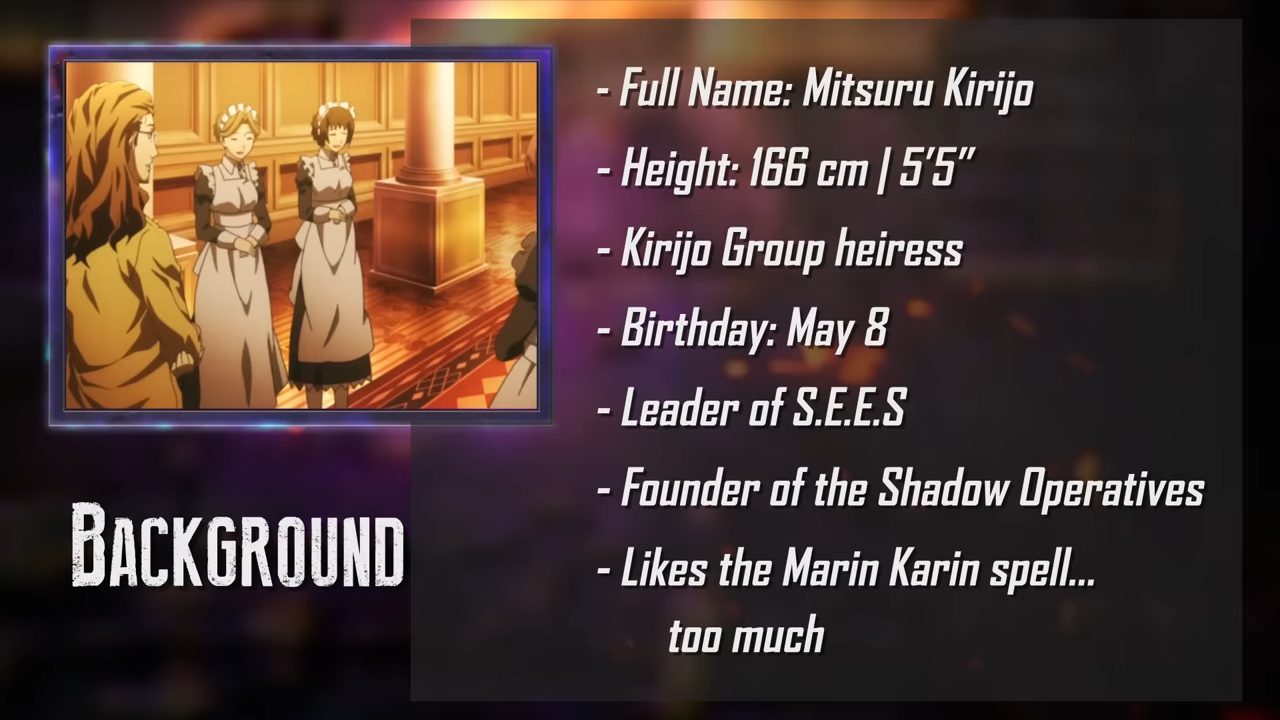 - Full Name: Mitsuru Kirijo
- Height: 166 cm | 5'5"
- Kirijo Group heiress
- Birthday: May 8
- Leader of S.E.E.S
- Founder of the Shadow Operatives
- Likes the Marin Karin spell...
too much
Background